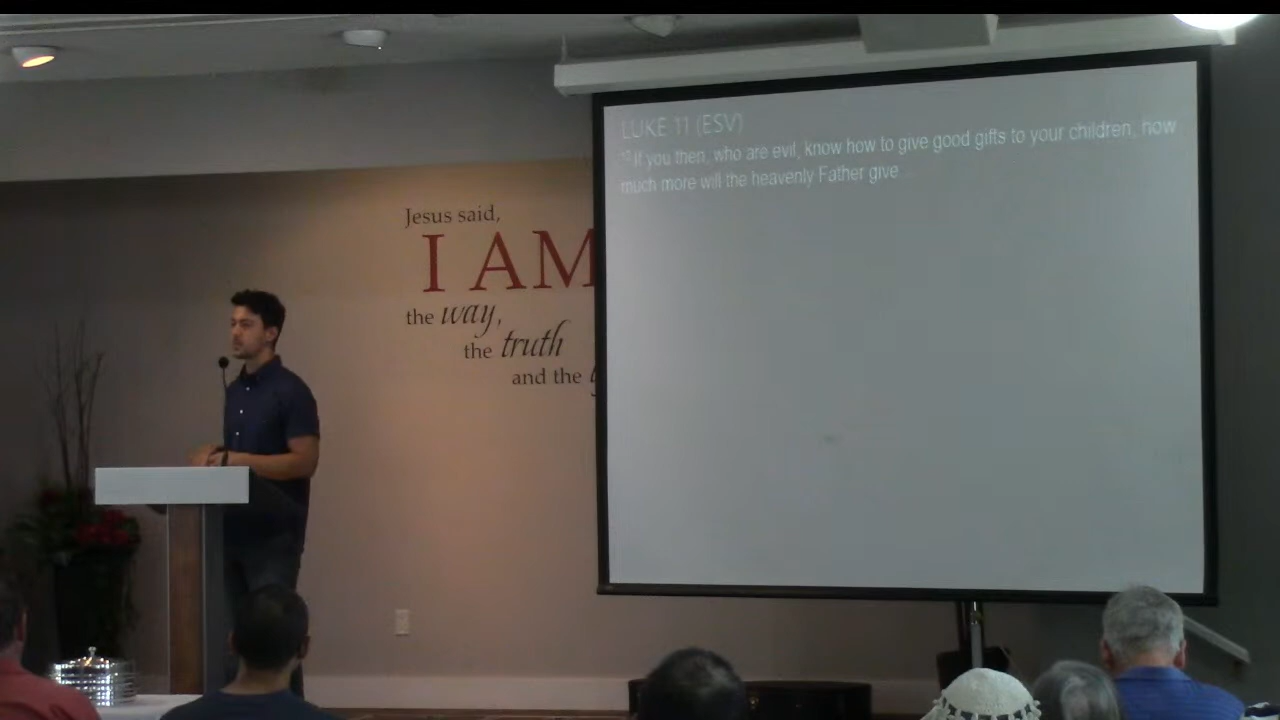 Jesus said,
I AM
the way,
the truth
and the
LUKE 11 (ESV)
if you then, who are evil, know how to give good gifts to your children, how
much more will the heavenly Father give